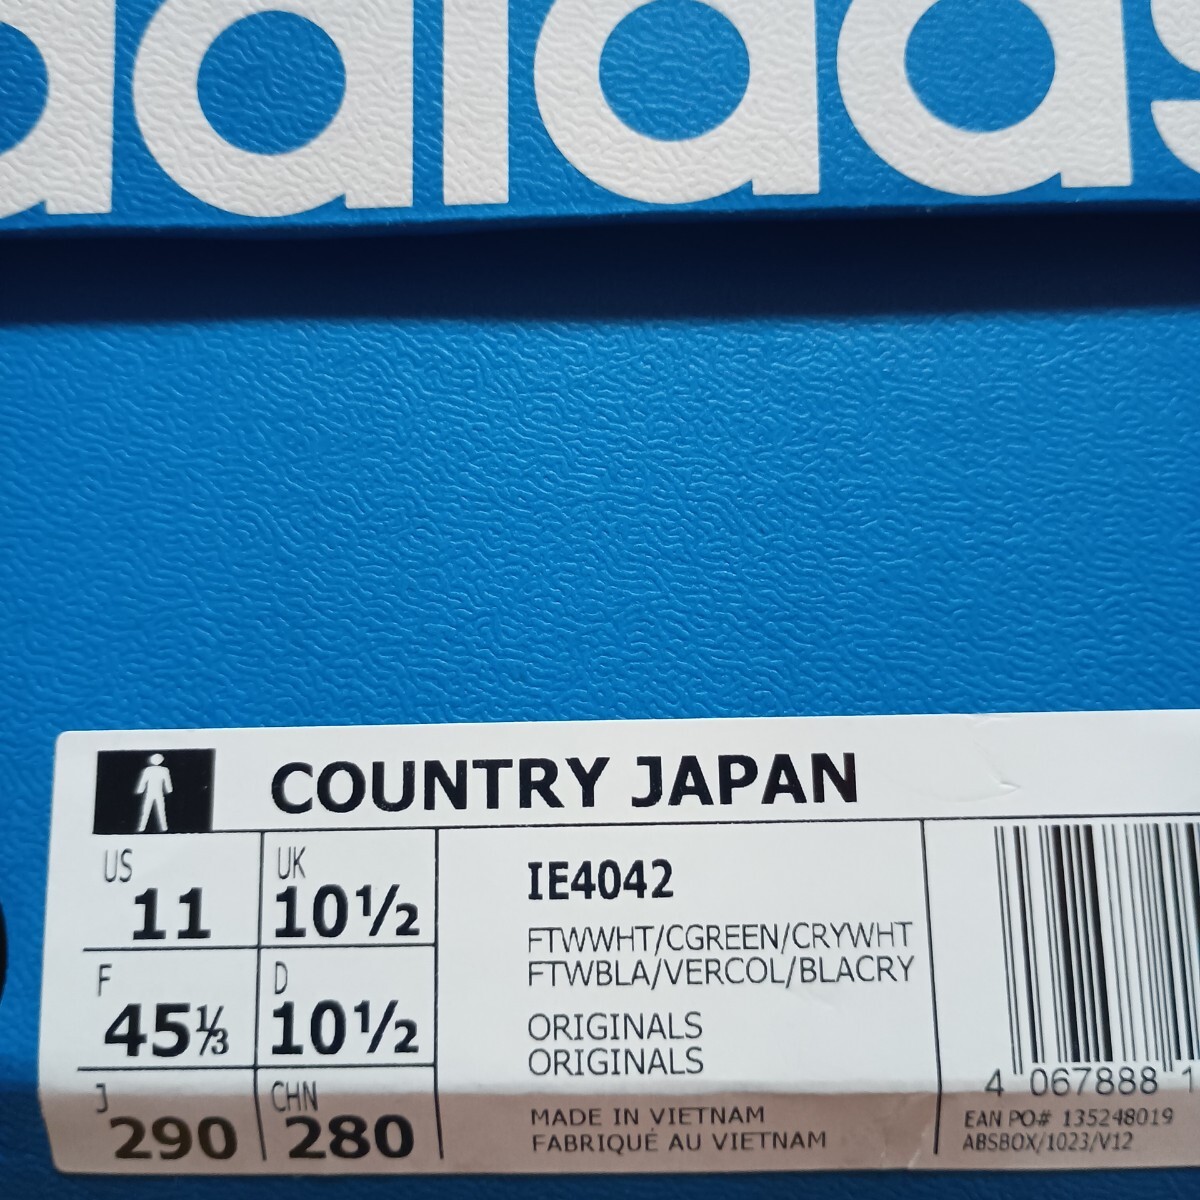 adidas
COUNTRY JAPAN
US 11 UK 10½
F 45⅓ D 10½
J 290 CHN 280
IE4042
FTWWHT/CGREEN/CRYWHT
FTWBLA/VERCOL/BLACRY
ORIGINALS
ORIGINALS
MADE IN VIETNAM
FABRIQUÉ AU VIETNAM
4 067888 1
EAN PO# 135248019
ABSBOX/1023/V12